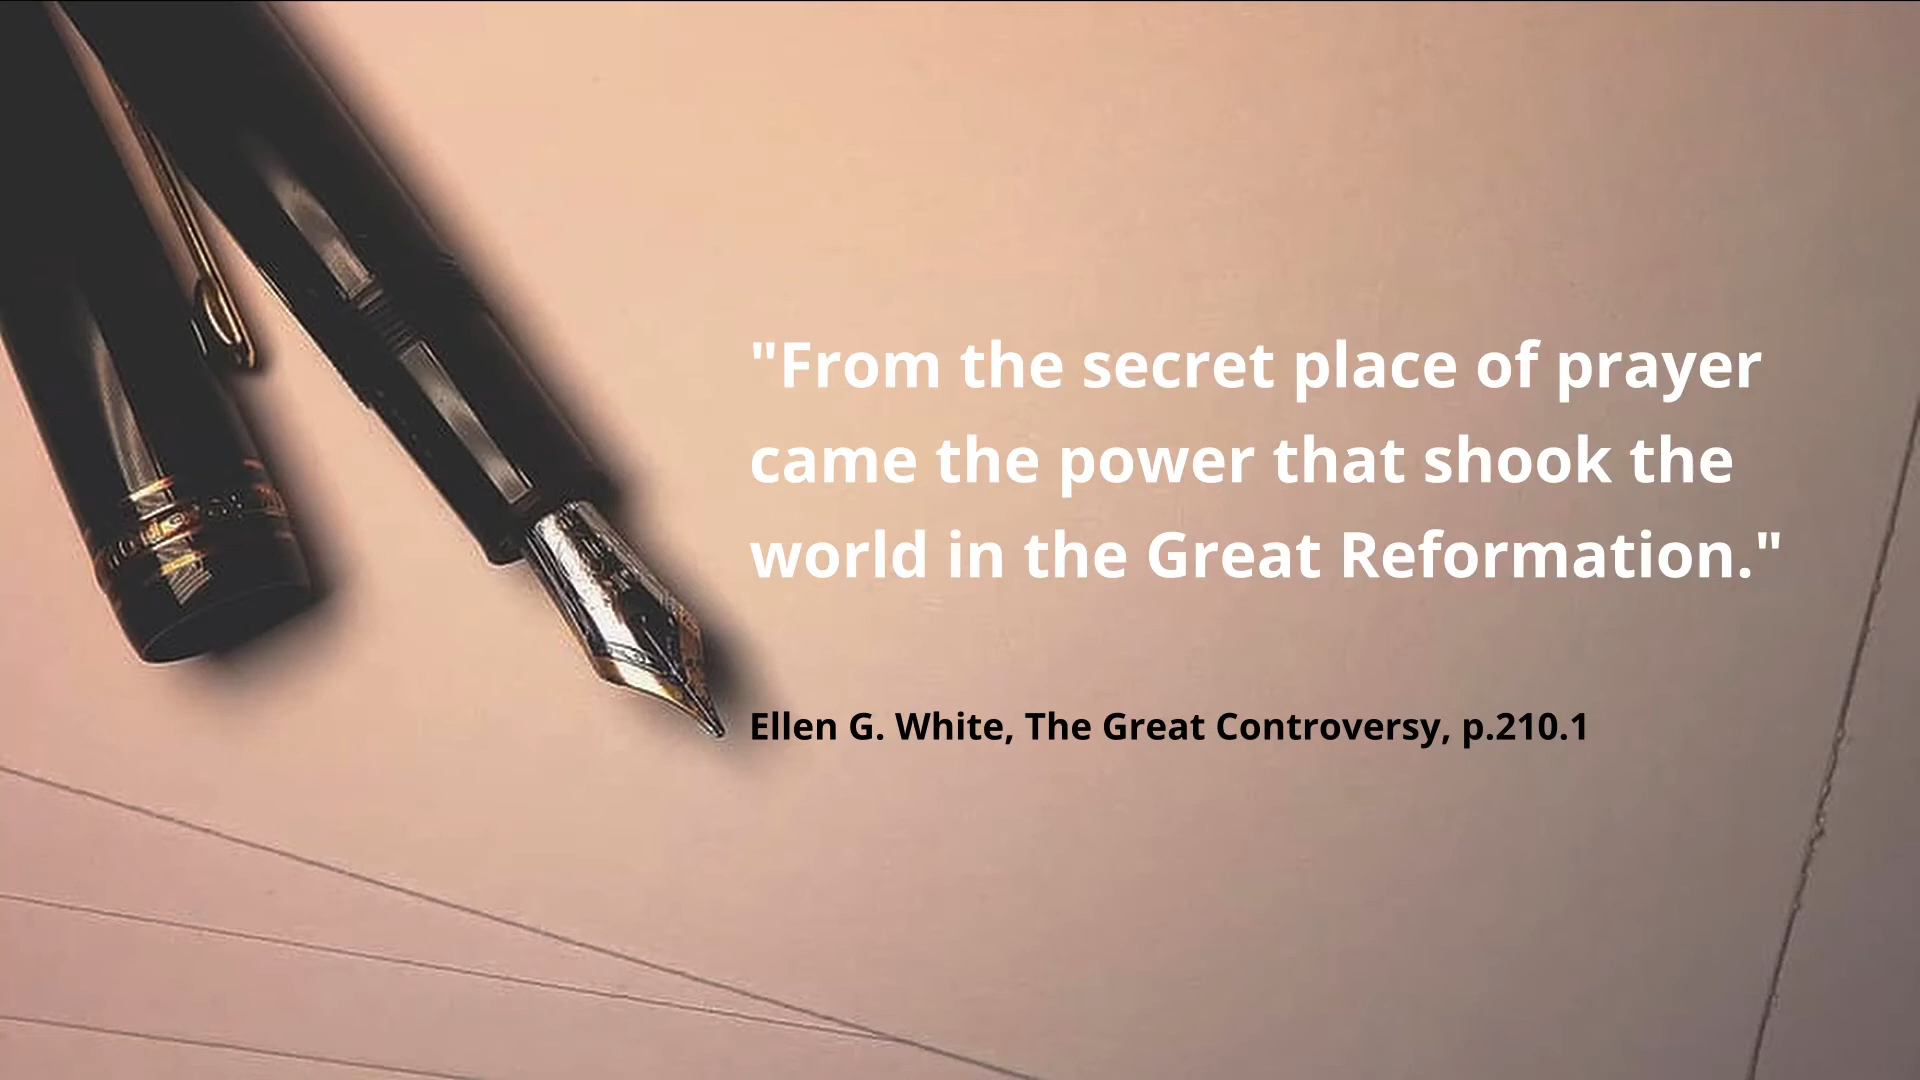 "From the secret place of prayer
came the power that shook the
world in the Great Reformation."
Ellen G. White, The Great Controversy, p.210.1